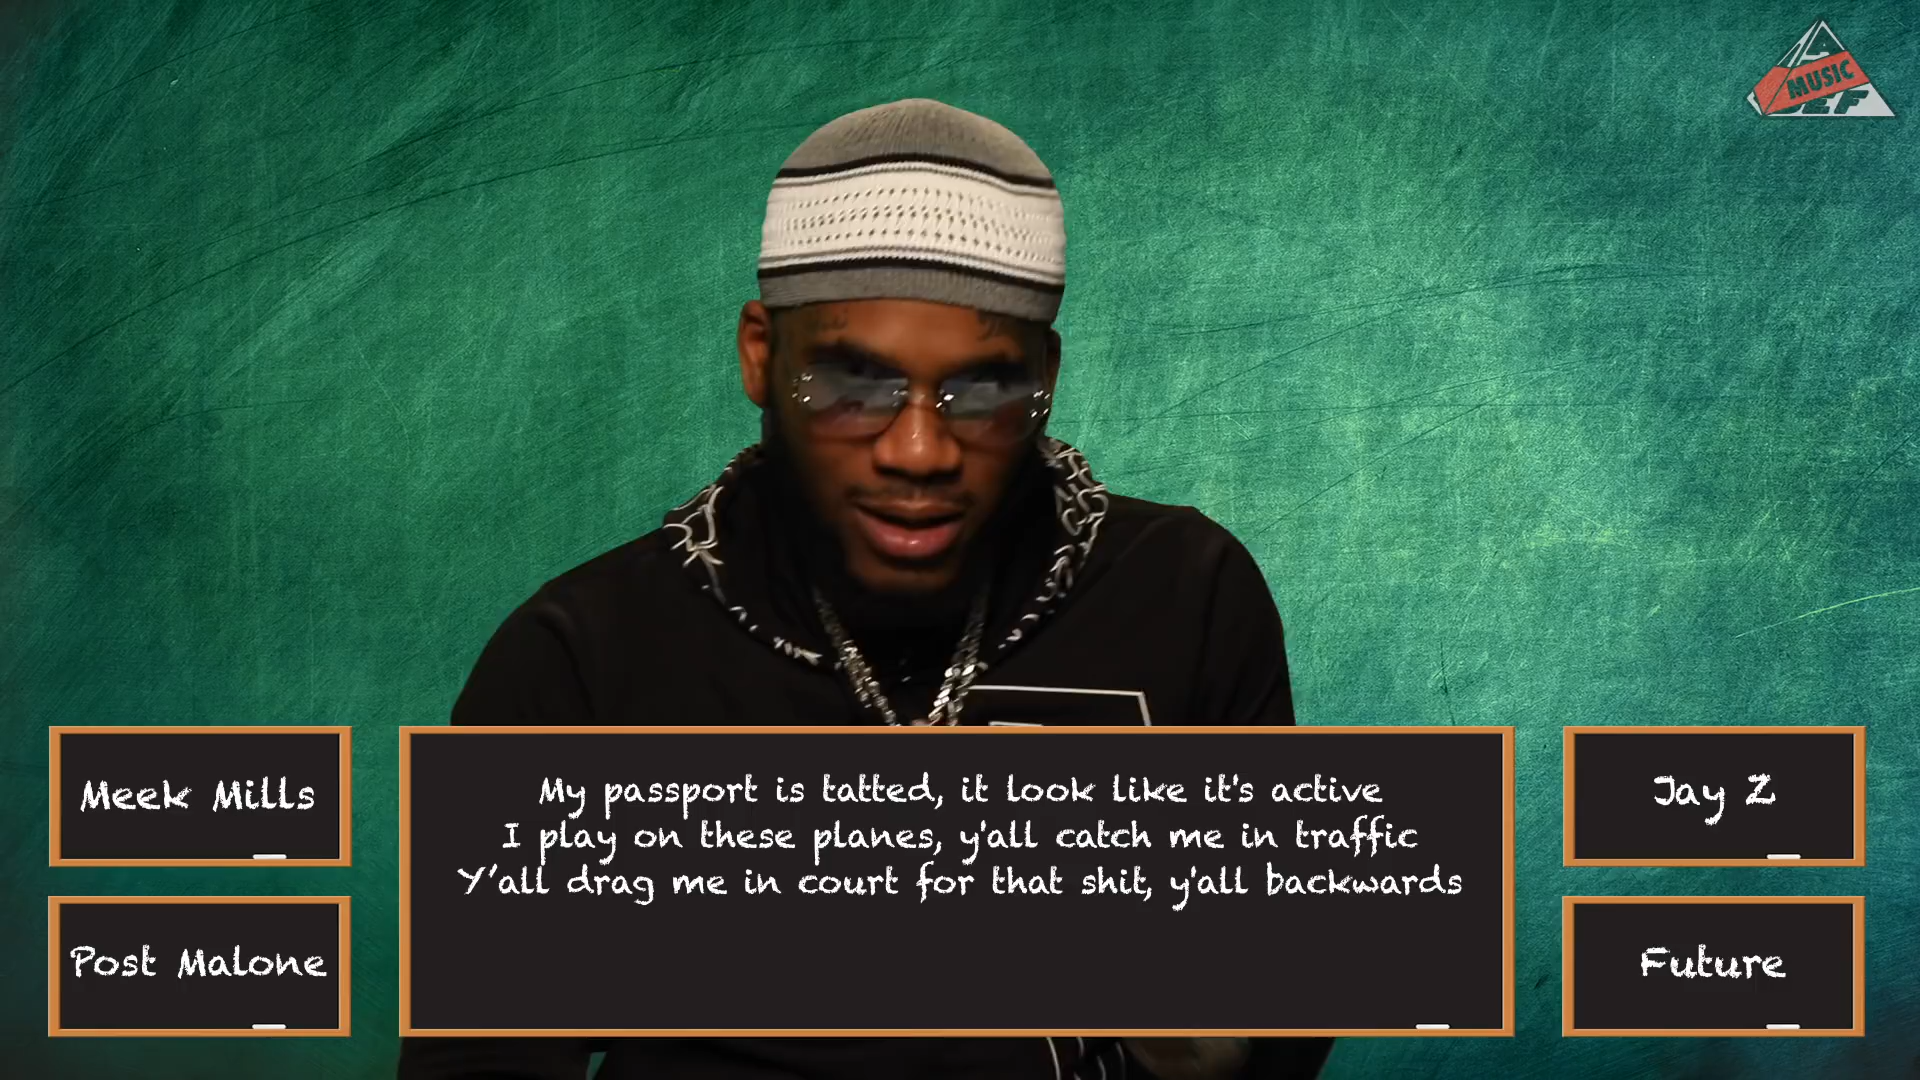 MUSIC
Meek Mills
My passport is tatted, it look like it's active
I play on these planes, y'all catch me in traffic
Y'all drag me in court for that shit, y'all backwards
Jay Z
Post Malone
Future